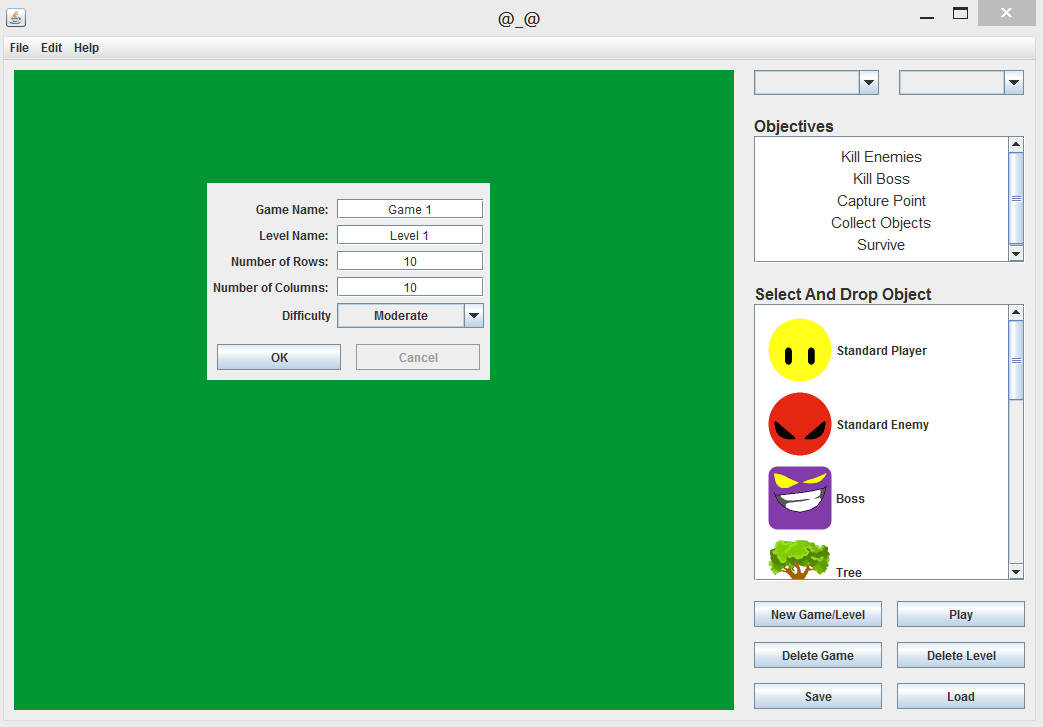 @_@
File Edit Help
Game Name: Game 1
Level Name: Level 1
Number of Rows: 10
Number of Columns: 10
Difficulty Moderate
OK Cancel
Objectives
Kill Enemies
Kill Boss
Capture Point
Collect Objects
Survive
Select And Drop Object
Standard Player
Standard Enemy
Boss
Tree
New Game/Level Play
Delete Game Delete Level
Save Load